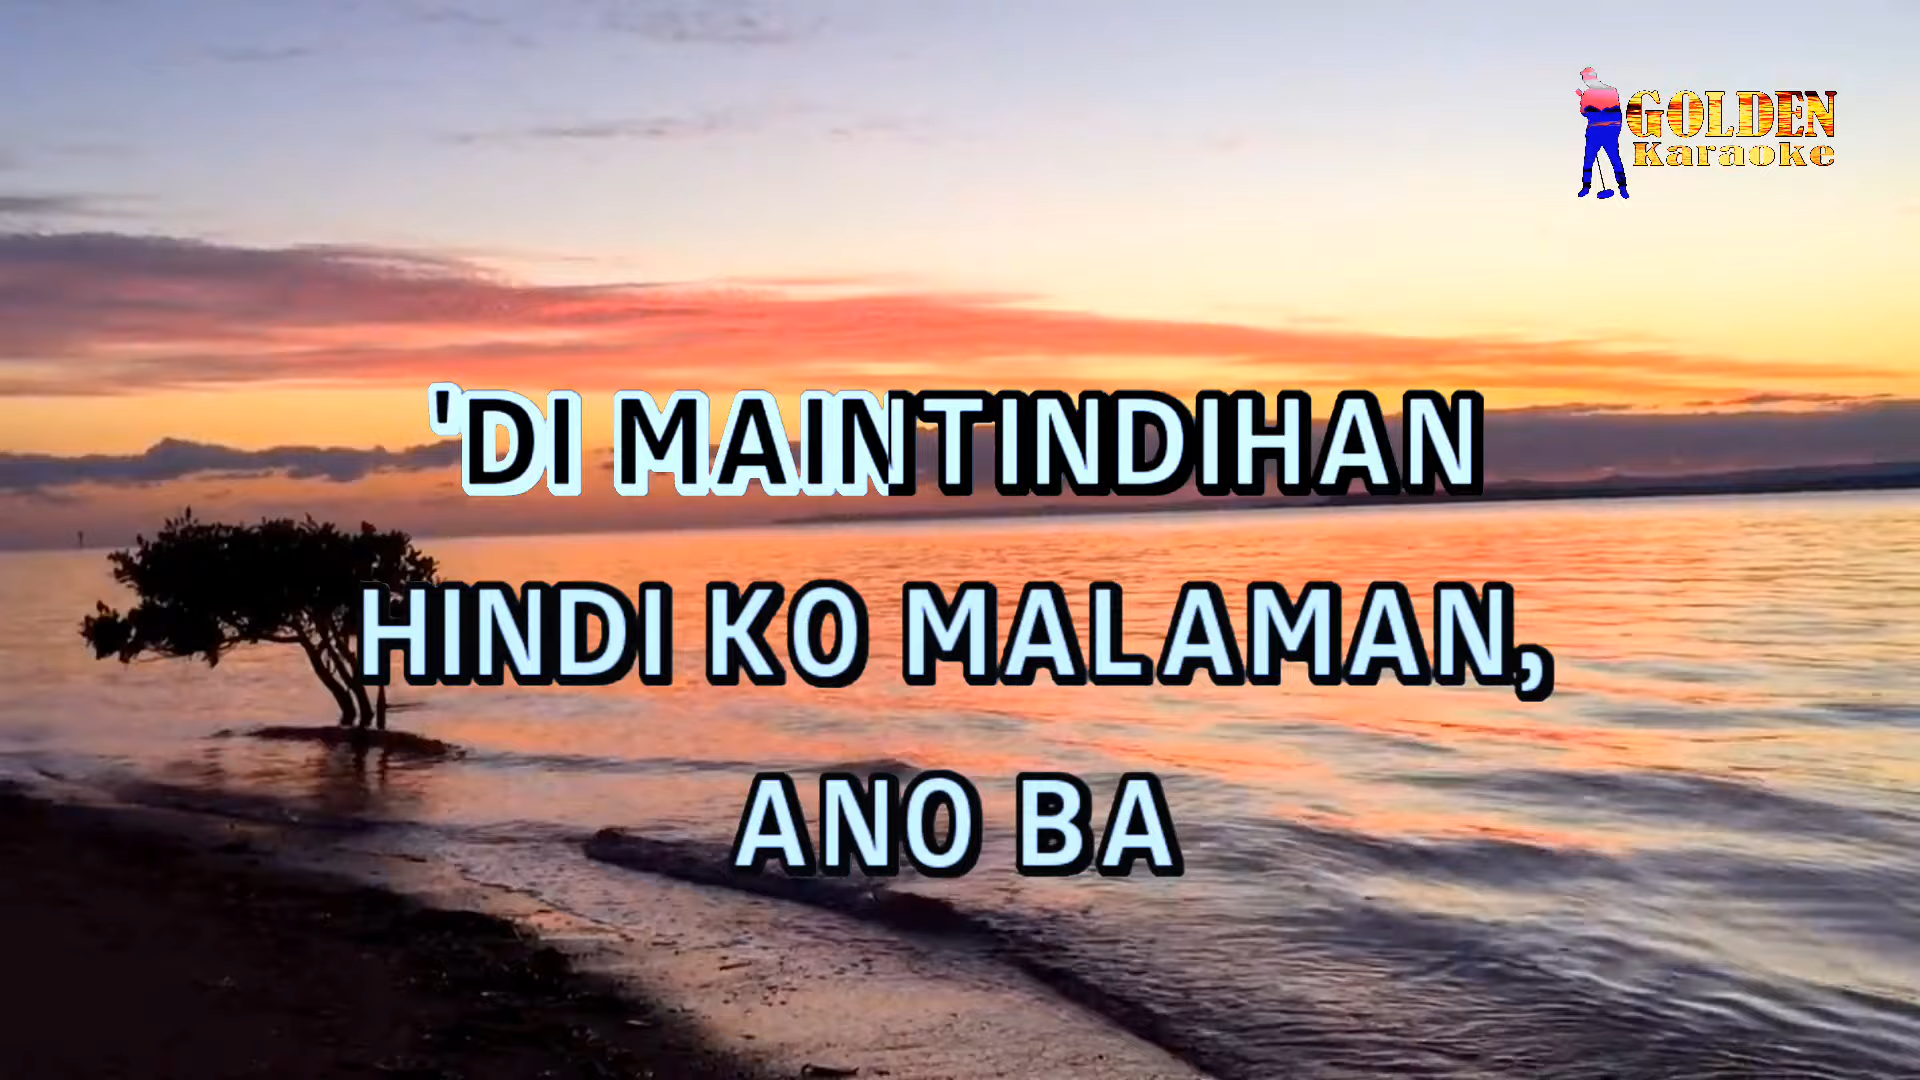 GOLDEN
Karaoke
'DI MAINTINDIHAN
HINDI KO MALAMAN,
ANO BA